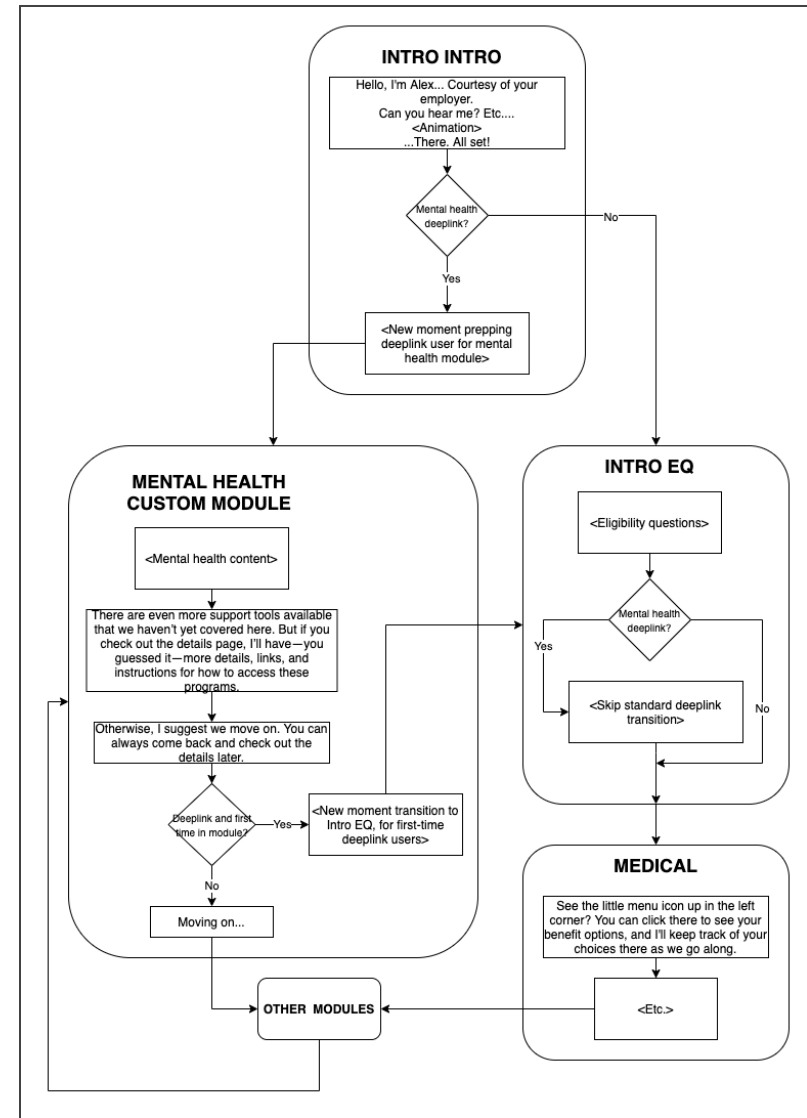 INTRO INTRO
Hello, I'm Alex... Courtesy of your
employer.
Can you hear me? Etc....
<Animation>
...There. All set!
Mental health
deeplink?
No
Yes
<New moment prepping
deeplink user for mental
health module>
MENTAL HEALTH
CUSTOM MODULE
<Mental health content>
There are even more support tools available
that we haven't yet covered here. But if you
check out the details page, I'll have—you
guessed it—more details, links, and
instructions for how to access these
programs.
Otherwise, I suggest we move on. You can
always come back and check out the
details later.
Deeplink and first
time in module?
Yes
<New moment transition to
Intro EQ, for first-time
deeplink users>
No
Moving on...
INTRO EQ
<Eligibility questions>
Mental health
deeplink?
Yes
<Skip standard deeplink
transition>
No
MEDICAL
See the little menu icon up in the left
corner? You can click there to see your
benefit options, and I'll keep track of your
choices there as we go along.
<Etc.>
OTHER MODULES